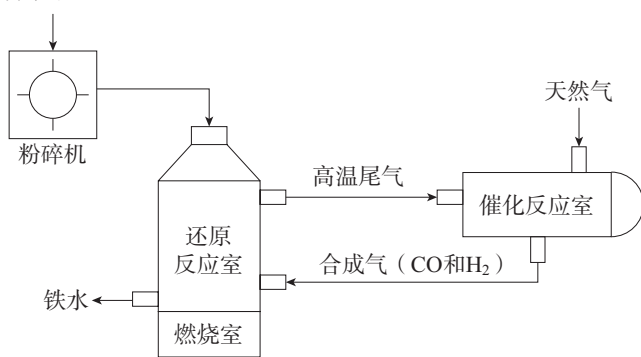 粉碎机
天然气
高温尾气
催化反应室
还原
反应室
合成气（CO和H₂）
铁水
燃烧室